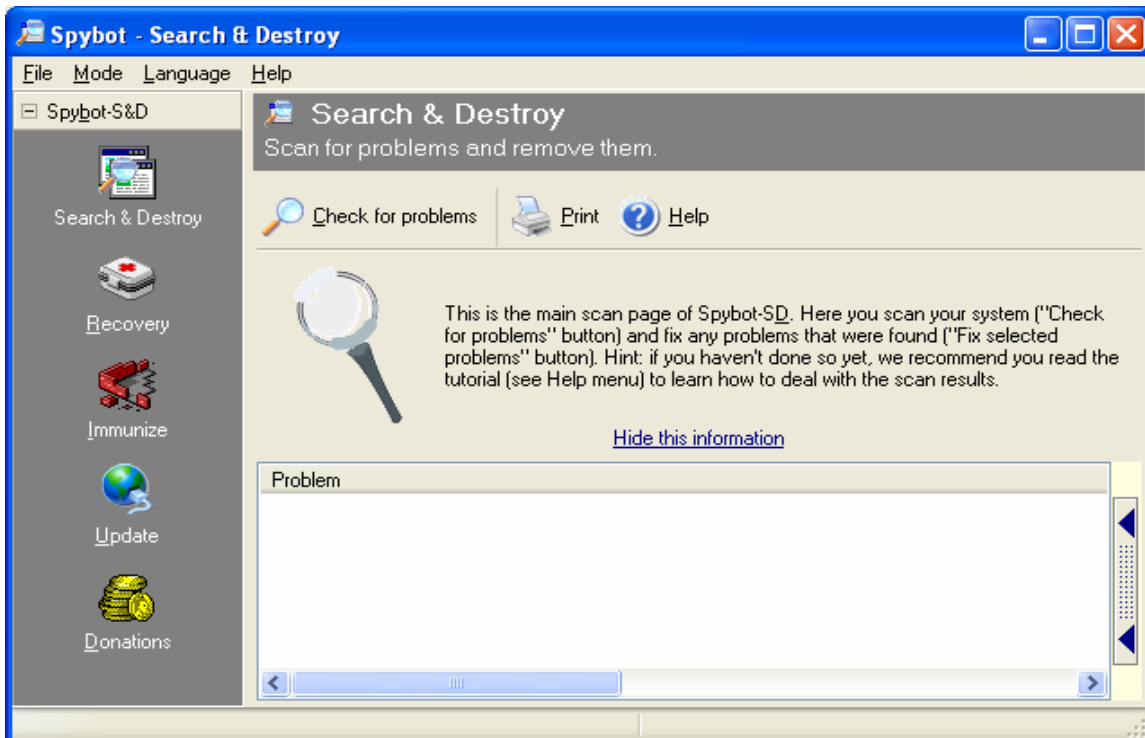 Spybot - Search & Destroy
File Mode Language Help
Spybot-S&D
Search & Destroy
Scan for problems and remove them.
Search & Destroy
Recovery
Immunize
Update
Donations
Check for problems Print Help
This is the main scan page of Spybot-SD. Here you scan your system ("Check
for problems" button) and fix any problems that were found ("Fix selected
problems" button). Hint: if you haven't done so yet, we recommend you read the
tutorial (see Help menu) to learn how to deal with the scan results.
Hide this information
Problem